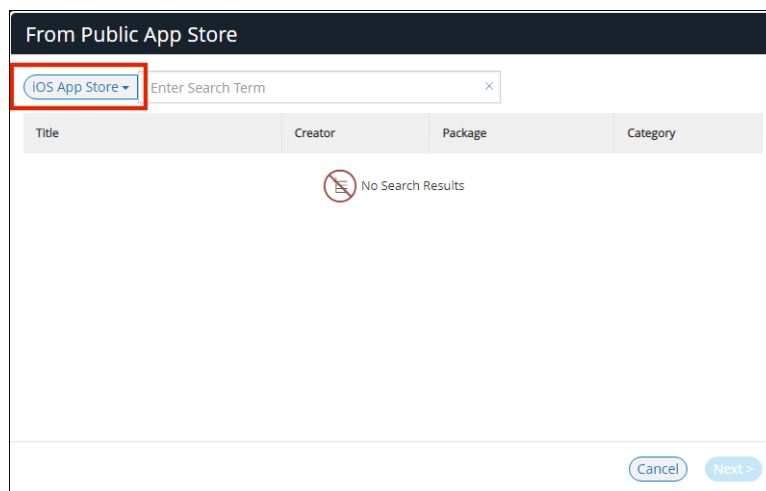 From Public App Store
iOS App Store Enter Search Term ×
Title Creator Package Category
No Search Results
Cancel Next >